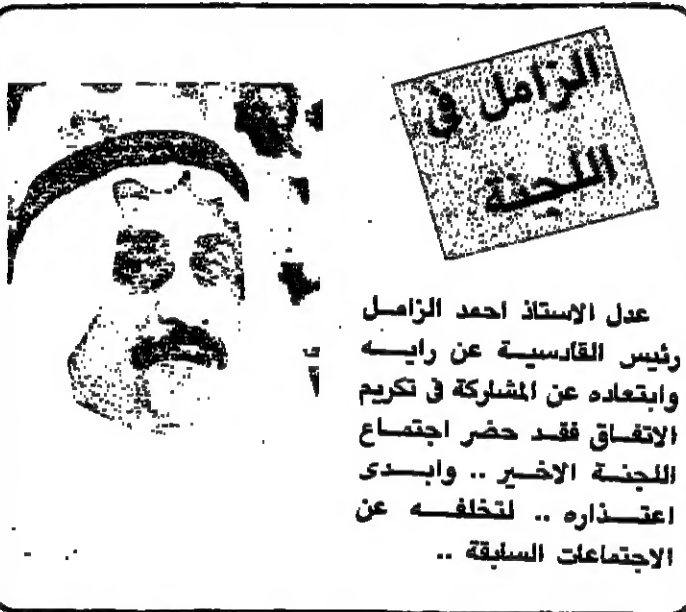 الزامل في
اللجنة
عدل الاستاذ احمد الزامل
رئيس القادسية عن رايه
وابتعاده عن المشاركة في تكريم
الاتفاق فقد حضر اجتماع
اللجنة الاخير .. وابدى
اعتذاره .. لتخلفه عن
الاجتماعات السابقة ..